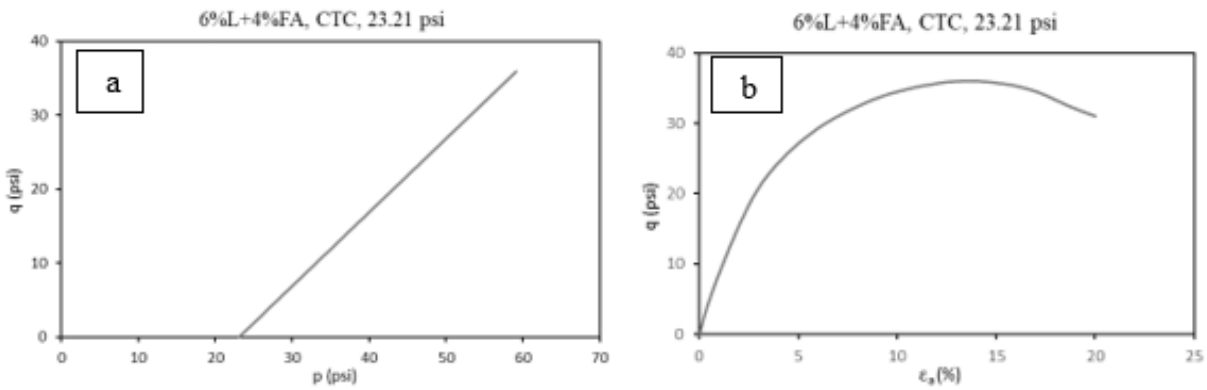 6%L+4%FA, CTC, 23.21 psi
a
40
30
20
10
0
q (psi)
0 10 20 30 40 50 60 70
p (psi)
6%L+4%FA, CTC, 23.21 psi
b
40
30
20
10
0
q (psi)
0 5 10 15 20 25
εₐ(%)